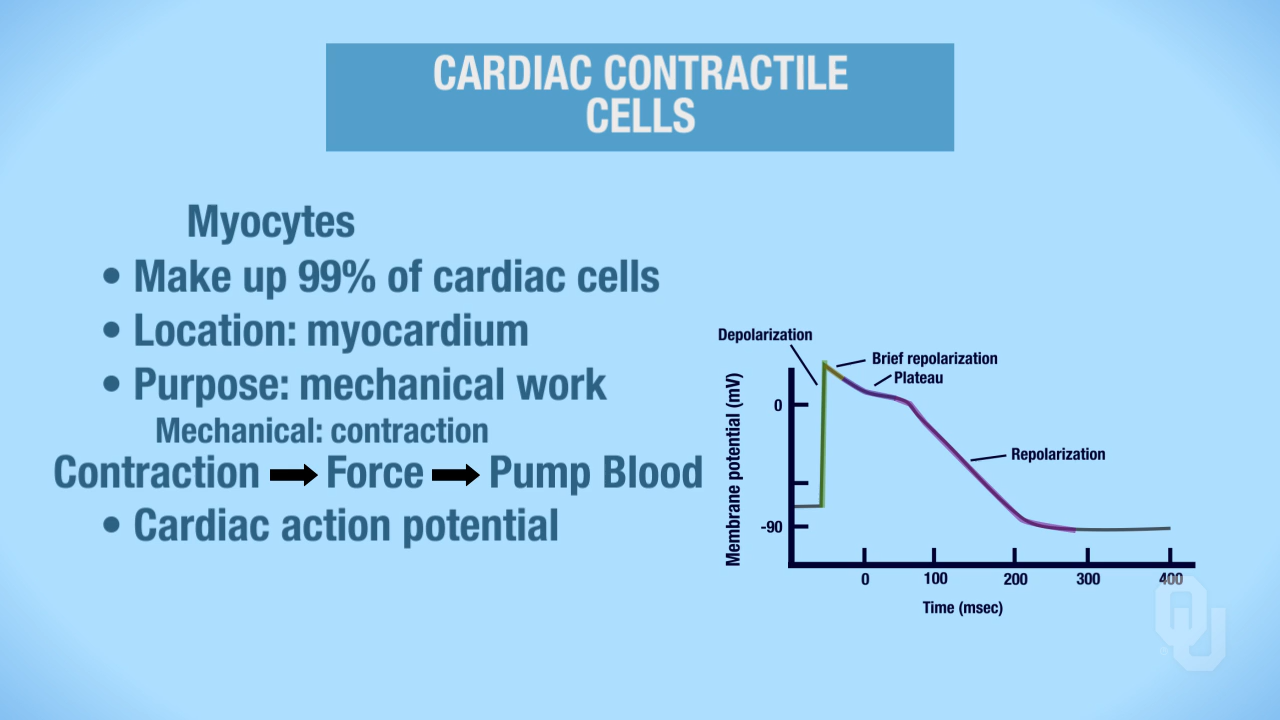 CARDIAC CONTRACTILE
CELLS
Myocytes
• Make up 99% of cardiac cells
• Location: myocardium
• Purpose: mechanical work
Mechanical: contraction
Contraction ➡ Force ➡ Pump Blood
• Cardiac action potential
Depolarization
Brief repolarization
Plateau
Repolarization
Membrane potential (mV)
0
-90
0 100 200 300 400
Time (msec)
OU